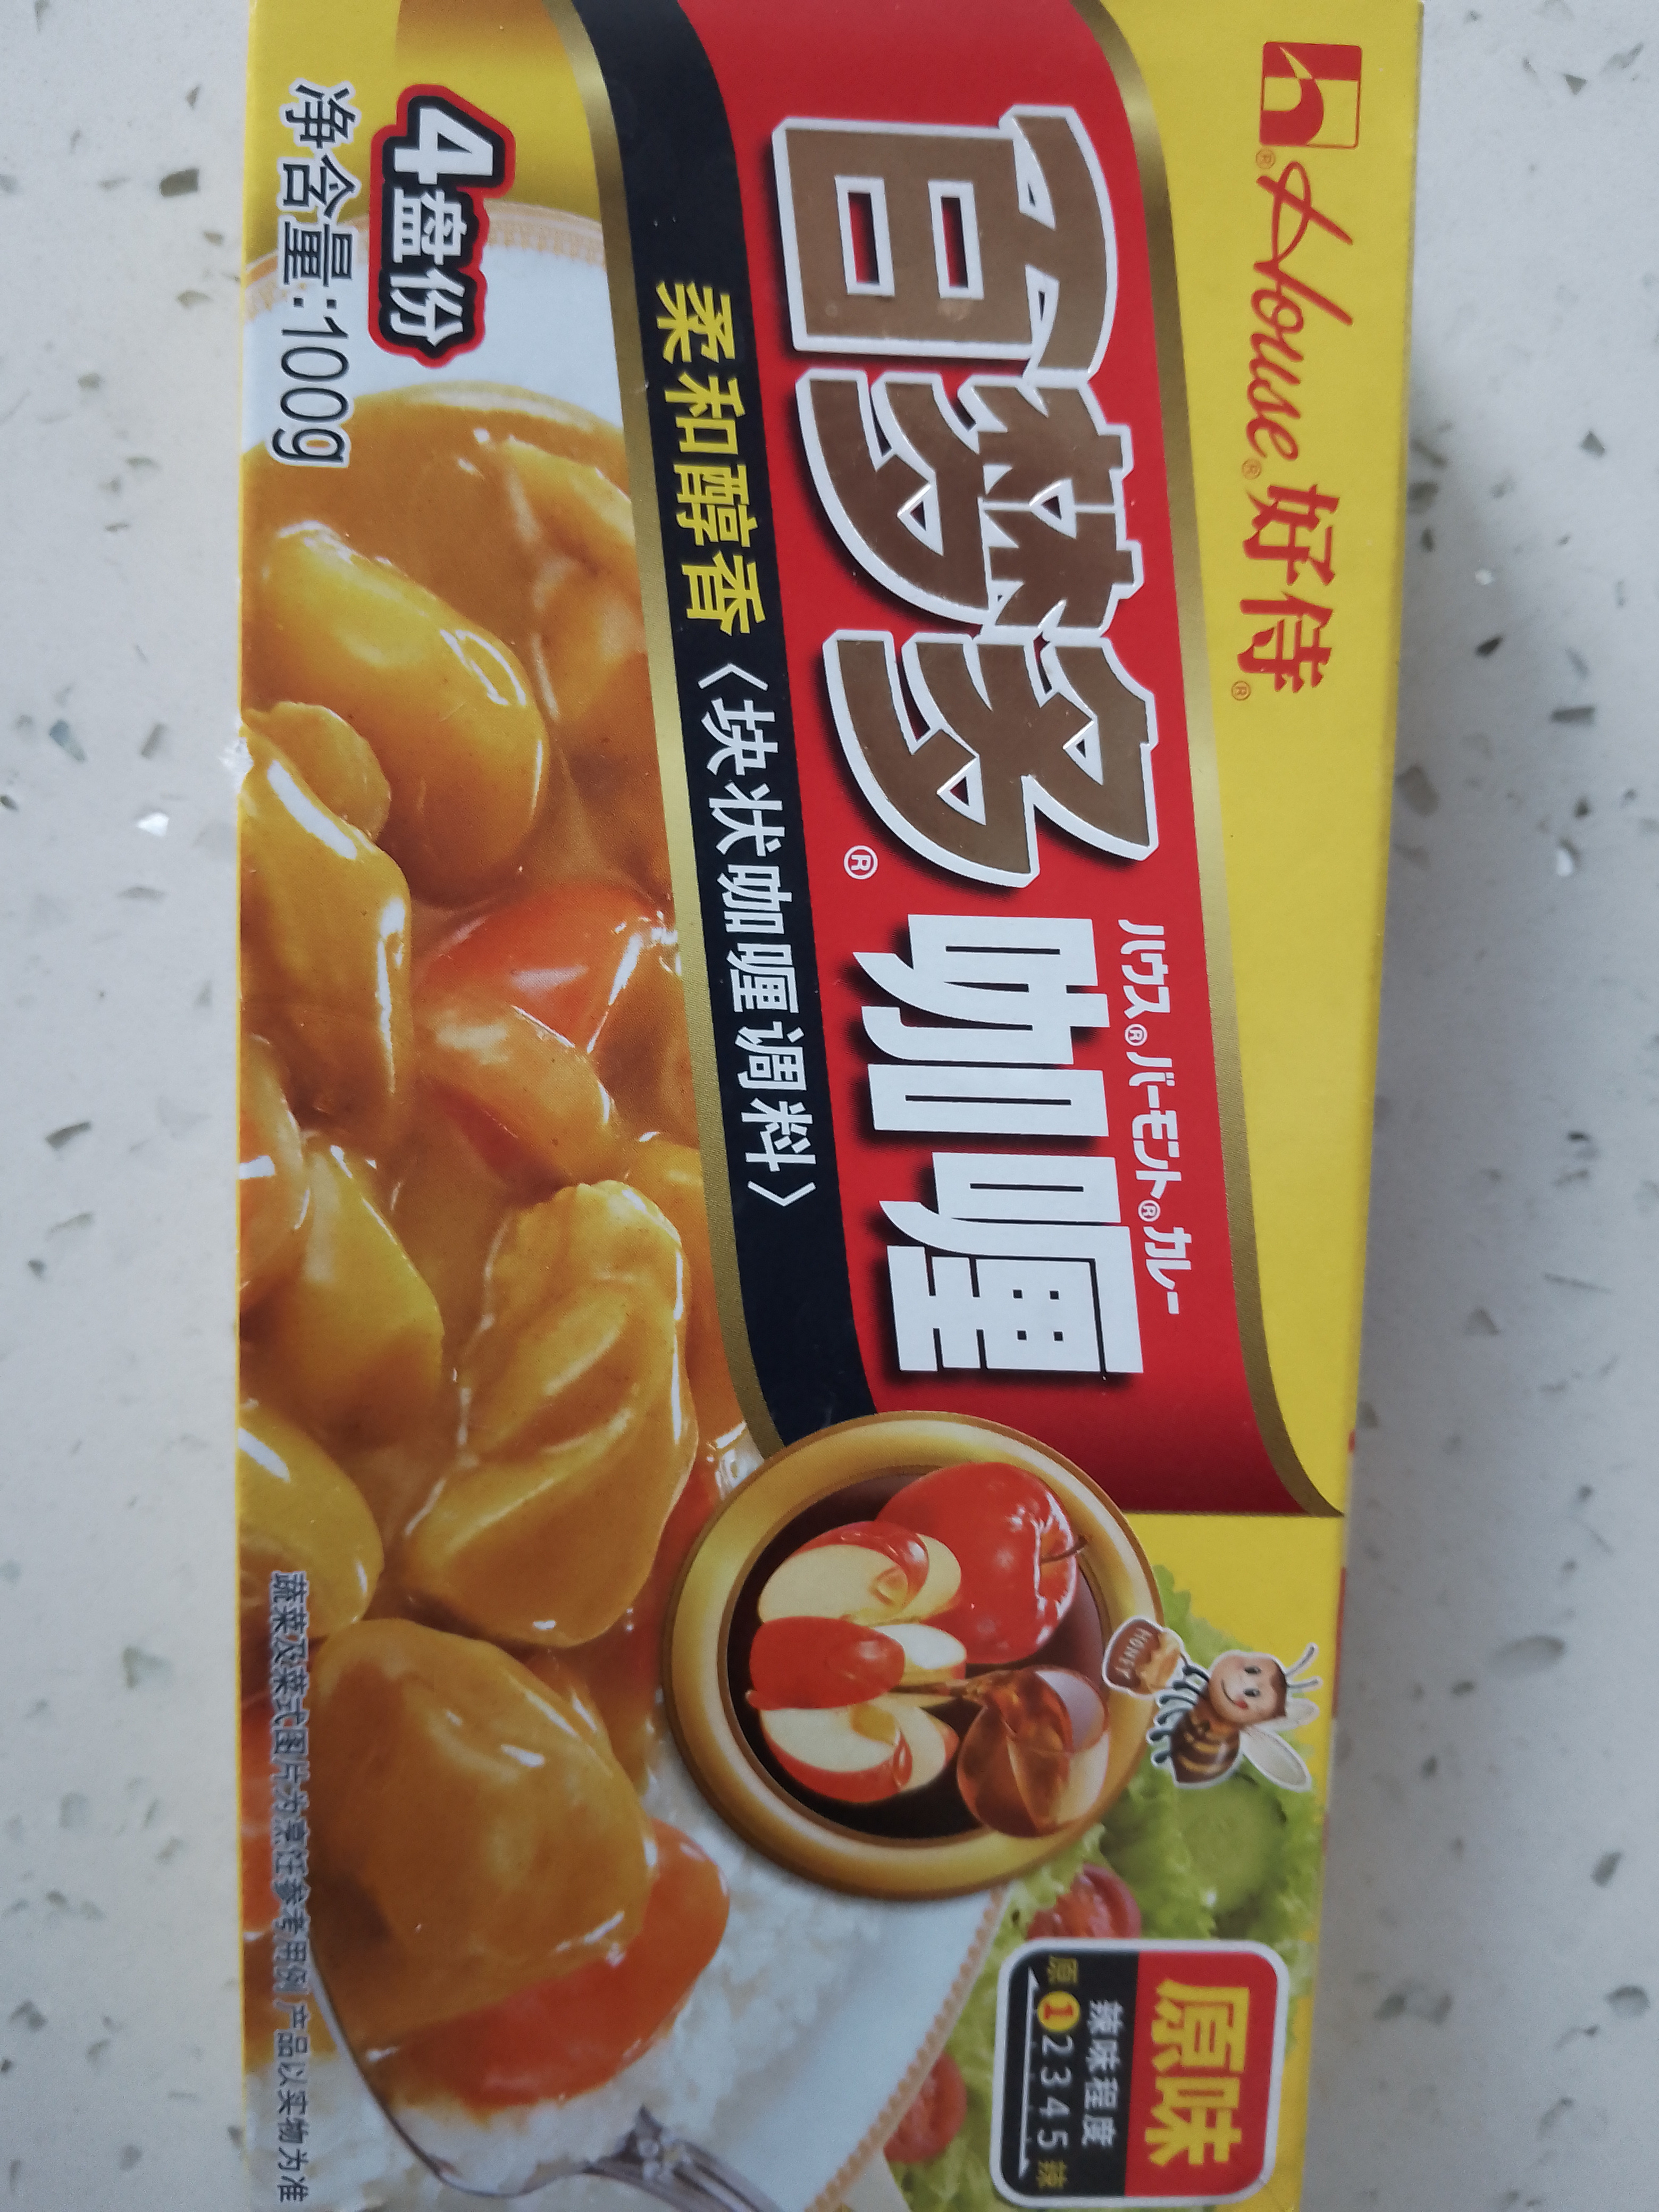 House® 好侍®
ハウス®バーモント®カレー
百梦多®咖喱
柔和醇香〈块状咖喱调料〉
4盘份
净含量:100g
HONEY
原味
辣味程度
原 1 2 3 4 5 辣
蔬菜及菜式图片为烹饪参考用例 产品以实物为准